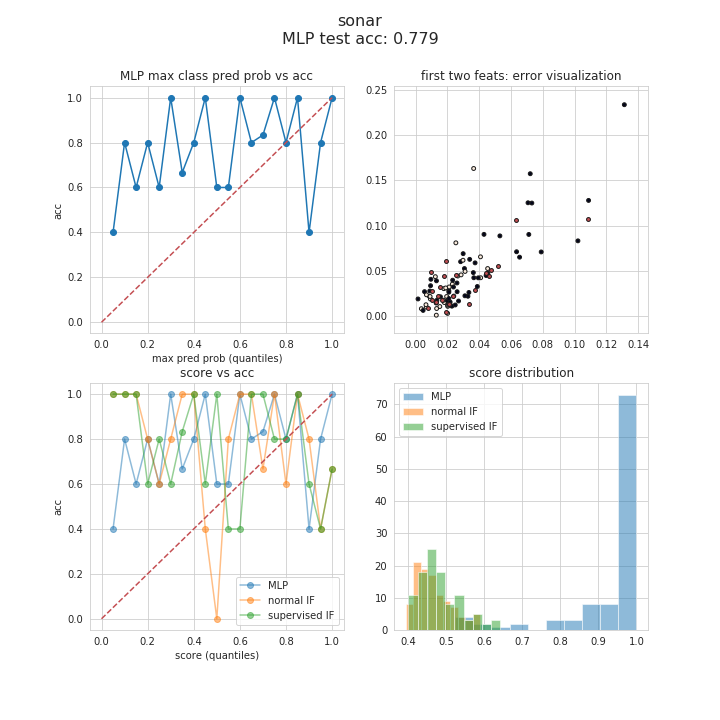 sonar
MLP test acc: 0.779
MLP max class pred prob vs acc
first two feats: error visualization
acc
1.0
0.8
0.6
0.4
0.2
0.0
0.0 0.2 0.4 0.6 0.8 1.0
max pred prob (quantiles)
0.25
0.20
0.15
0.10
0.05
0.00
0.00 0.02 0.04 0.06 0.08 0.10 0.12 0.14
score vs acc
score distribution
acc
1.0
0.8
0.6
0.4
0.2
0.0
MLP
normal IF
supervised IF
0.0 0.2 0.4 0.6 0.8 1.0
score (quantiles)
MLP
normal IF
supervised IF
70
60
50
40
30
20
10
0
0.4 0.5 0.6 0.7 0.8 0.9 1.0